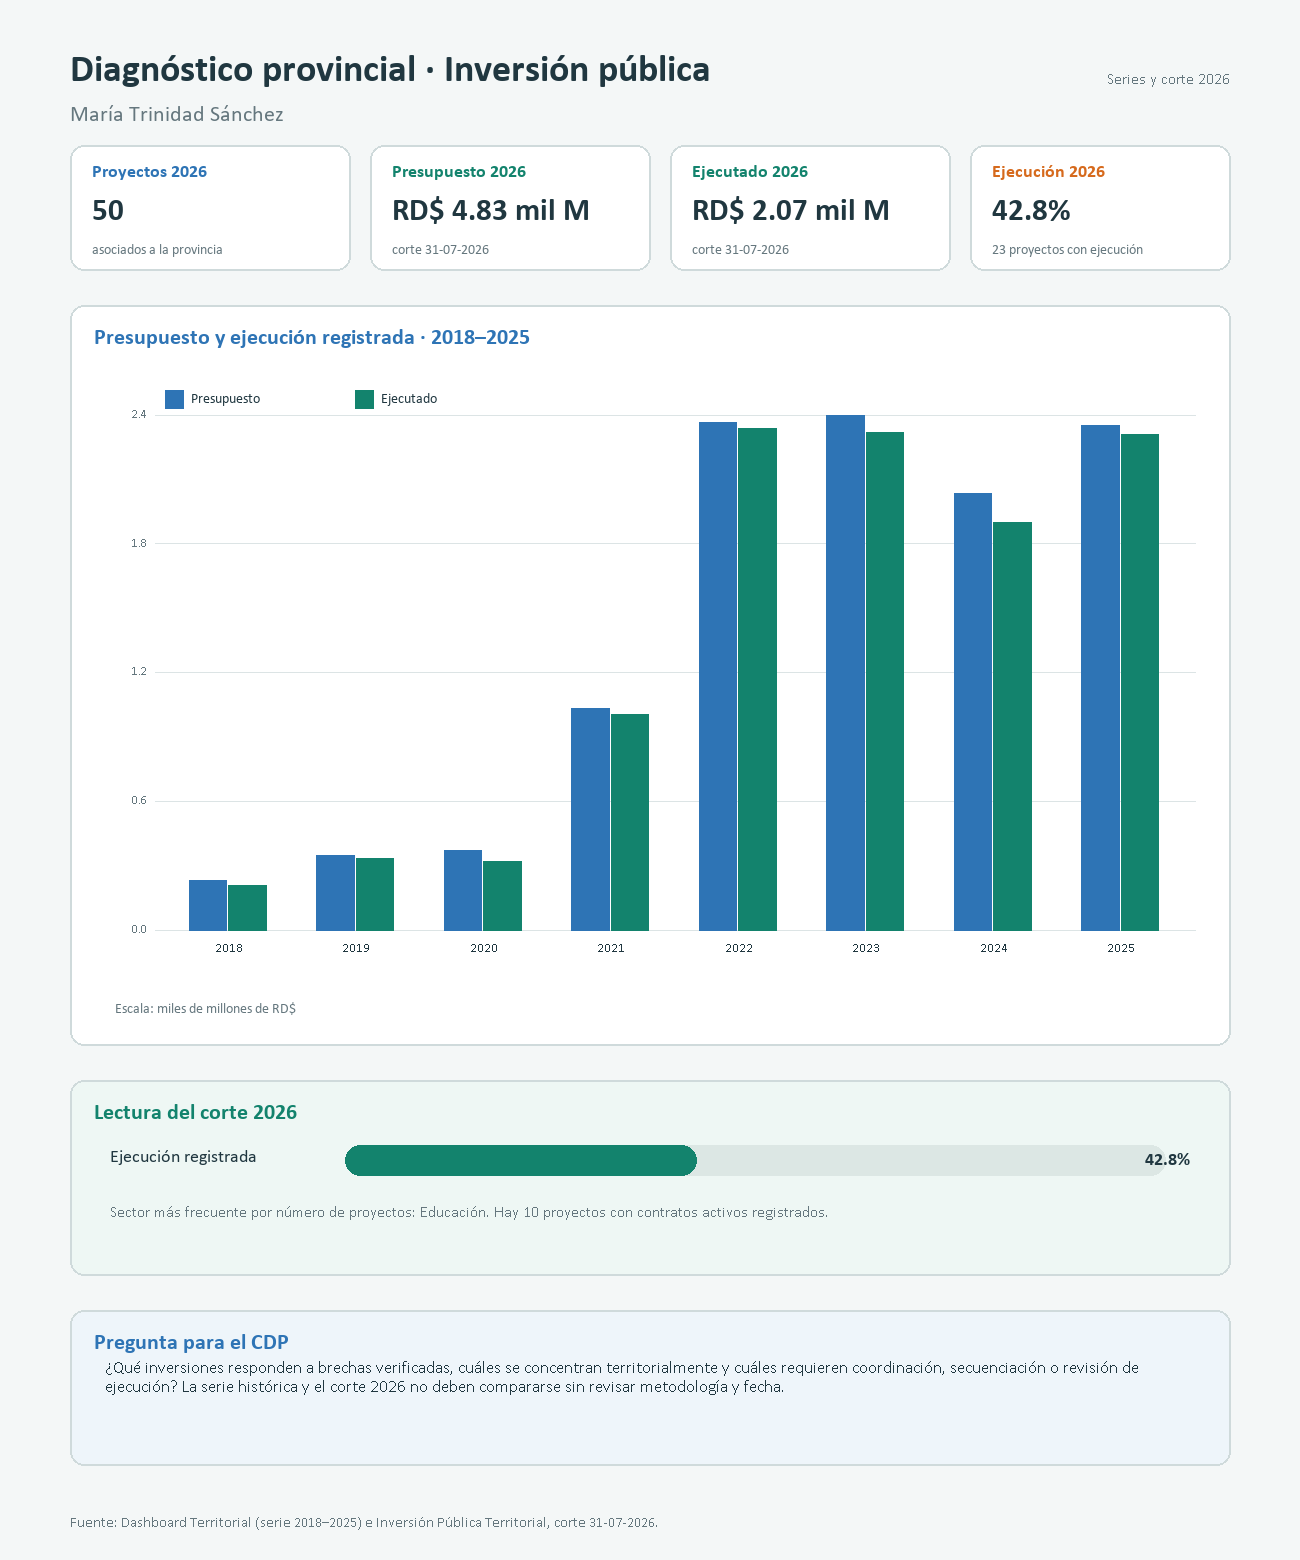 Diagnóstico provincial · Inversión pública
Series y corte 2026
María Trinidad Sánchez
Proyectos 2026
50
asociados a la provincia
Presupuesto 2026
RD$ 4.83 mil M
corte 31-07-2026
Ejecutado 2026
RD$ 2.07 mil M
corte 31-07-2026
Ejecución 2026
42.8%
23 proyectos con ejecución
Presupuesto y ejecución registrada · 2018–2025
Presupuesto
Ejecutado
2.4
1.8
1.2
0.6
0.0
2018
2019
2020
2021
2022
2023
2024
2025
Escala: miles de millones de RD$
Lectura del corte 2026
Ejecución registrada
42.8%
Sector más frecuente por número de proyectos: Educación. Hay 10 proyectos con contratos activos registrados.
Pregunta para el CDP
¿Qué inversiones responden a brechas verificadas, cuáles se concentran territorialmente y cuáles requieren coordinación, secuenciación o revisión de
ejecución? La serie histórica y el corte 2026 no deben compararse sin revisar metodología y fecha.
Fuente: Dashboard Territorial (serie 2018–2025) e Inversión Pública Territorial, corte 31-07-2026.